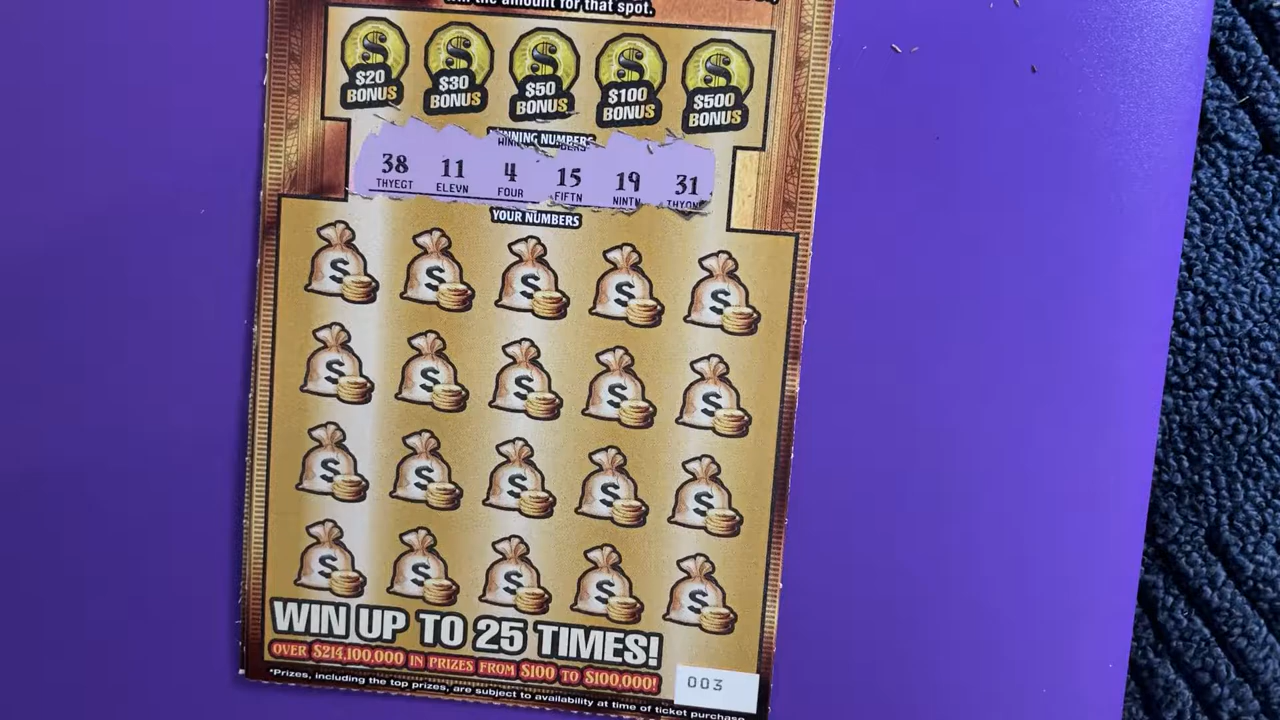 the amount for that spot.
$20 $30 $50 $100 $500
BONUS BONUS BONUS BONUS BONUS
WINNING NUMBERS
38 11 4 15 19 31
THYEGT ELEVN FOUR FIFTN NINTN THYON
YOUR NUMBERS
WIN UP TO 25 TIMES!
OVER $214,100,000 IN PRIZES FROM $100 TO $100,000!
003
*Prizes, including the top prizes, are subject to availability at time of ticket purchase